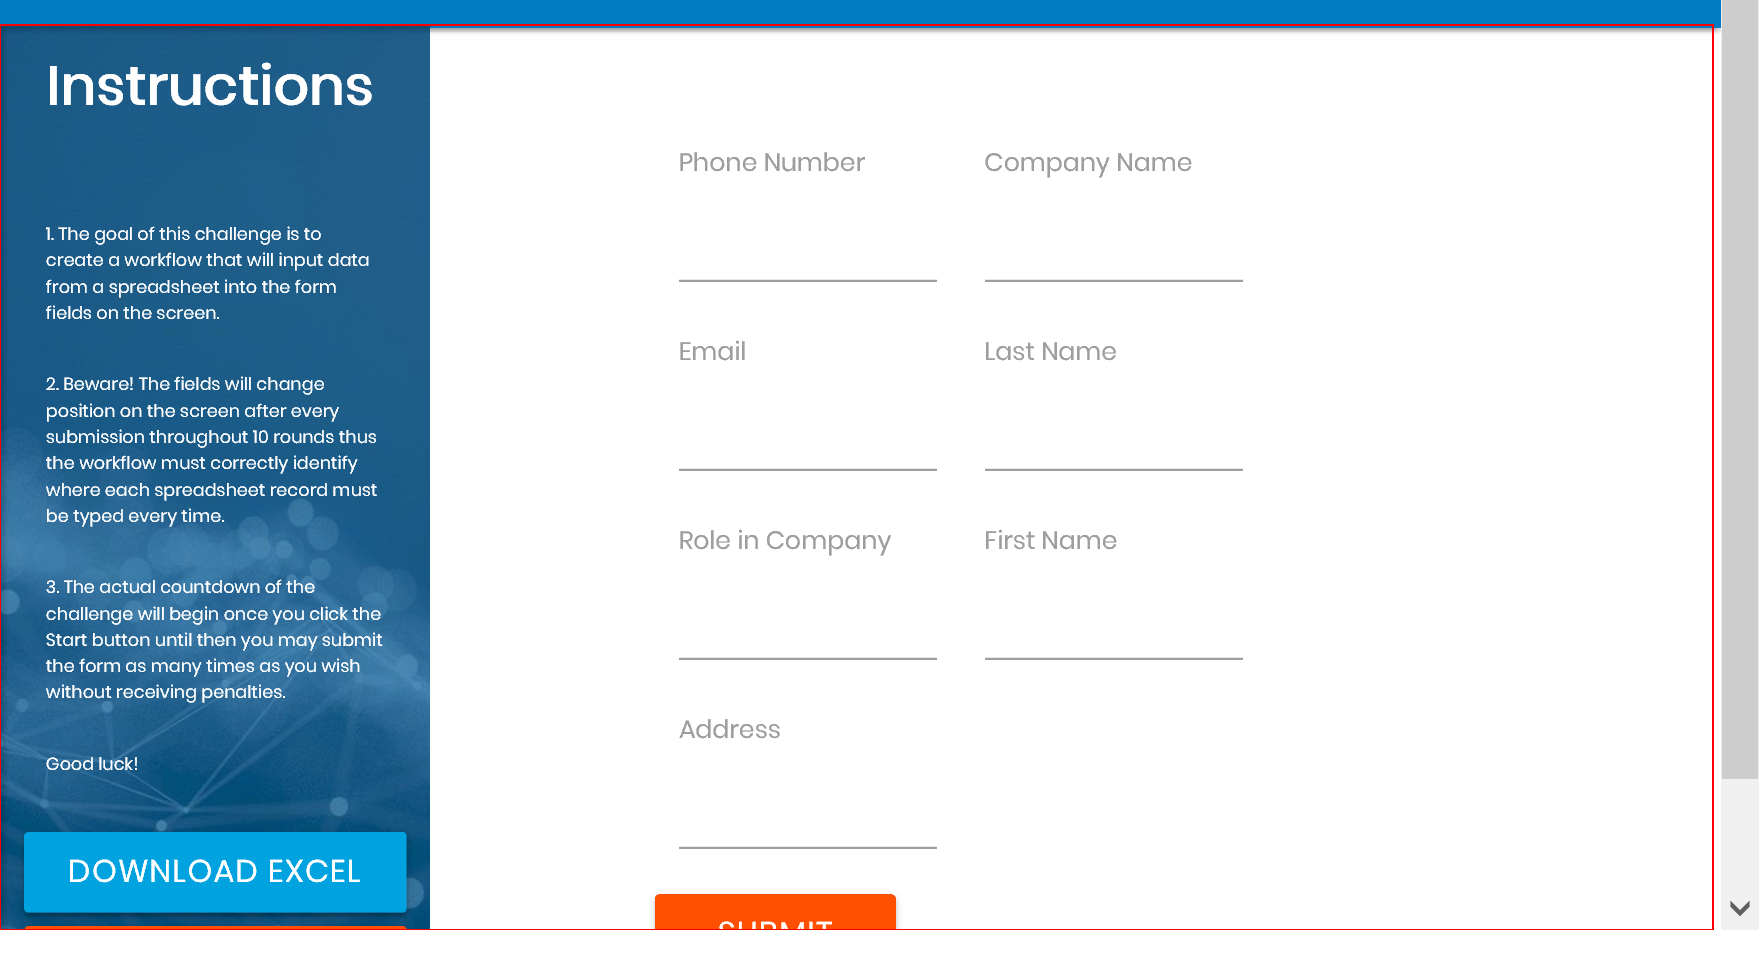 Instructions
1. The goal of this challenge is to
create a workflow that will input data
from a spreadsheet into the form
fields on the screen.
2. Beware! The fields will change
position on the screen after every
submission throughout 10 rounds thus
the workflow must correctly identify
where each spreadsheet record must
be typed every time.
3. The actual countdown of the
challenge will begin once you click the
Start button until then you may submit
the form as many times as you wish
without receiving penalties.
Good luck!
DOWNLOAD EXCEL
Phone Number
Company Name
Email
Last Name
Role in Company
First Name
Address
SUBMIT